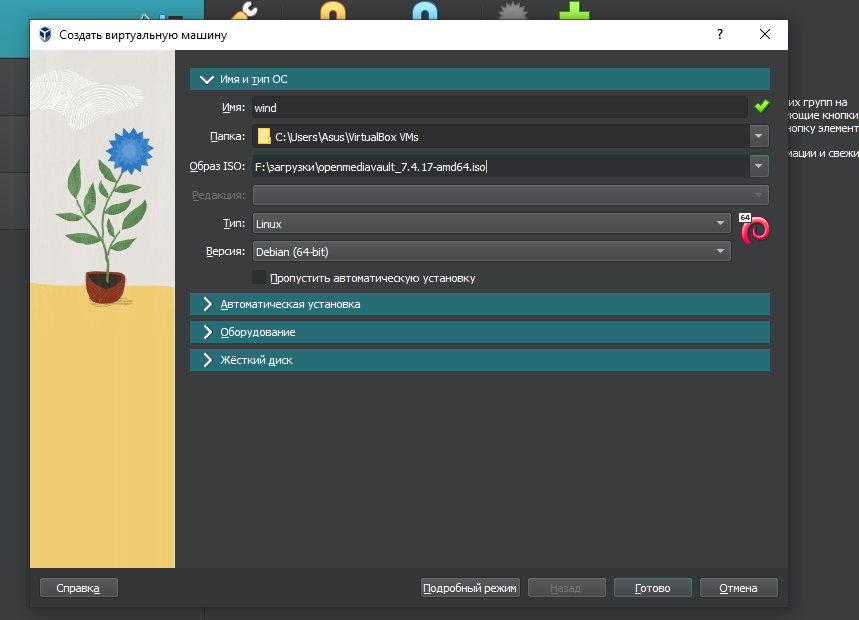 Создать виртуальную машину
?
Имя и тип ОС
Имя: wind
Папка: C:\Users\Asus\VirtualBox VMs
Образ ISO: F:\загрузки\openmediavault_7.4.17-amd64.iso
Редакция:
Тип: Linux
64
Версия: Debian (64-bit)
Пропустить автоматическую установку
Автоматическая установка
Оборудование
Жёсткий диск
их групп на
ующие кнопки
нопку элемент
мации и свежи
Справка
Подробный режим
Назад
Готово
Отмена